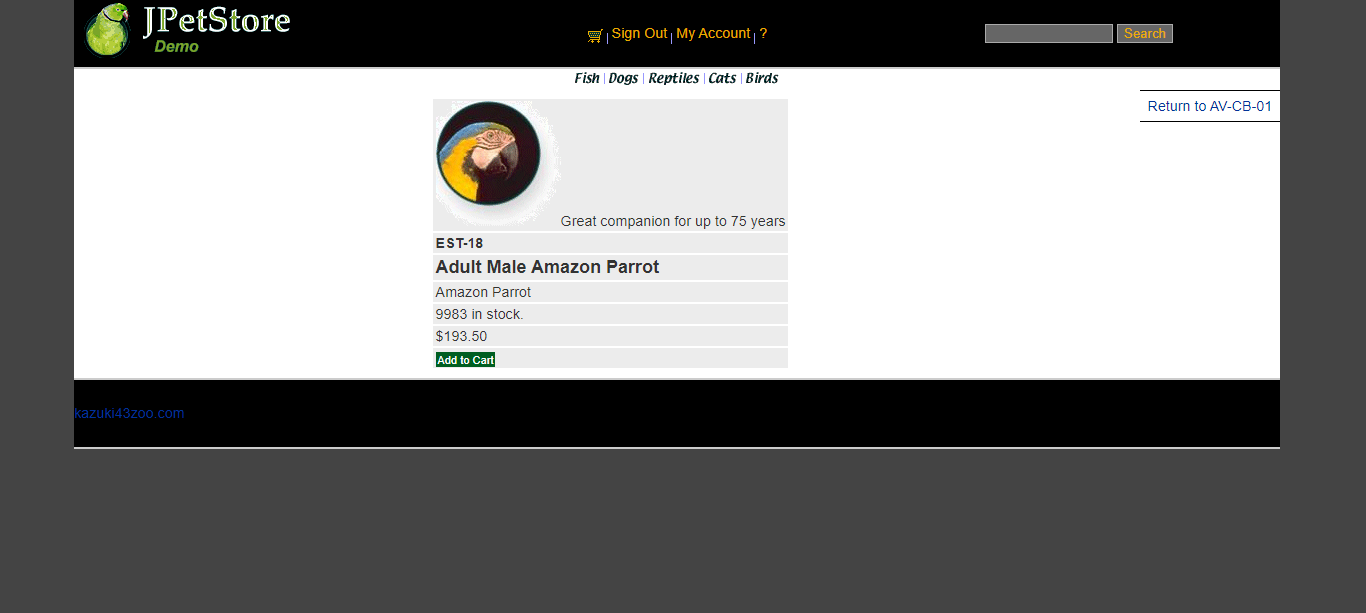 JPetStore
Demo
Sign Out | My Account | ?
Search
Fish | Dogs | Reptiles | Cats | Birds
Return to AV-CB-01
Great companion for up to 75 years
EST-18
Adult Male Amazon Parrot
Amazon Parrot
9983 in stock.
$193.50
Add to Cart
kazuki43zoo.com